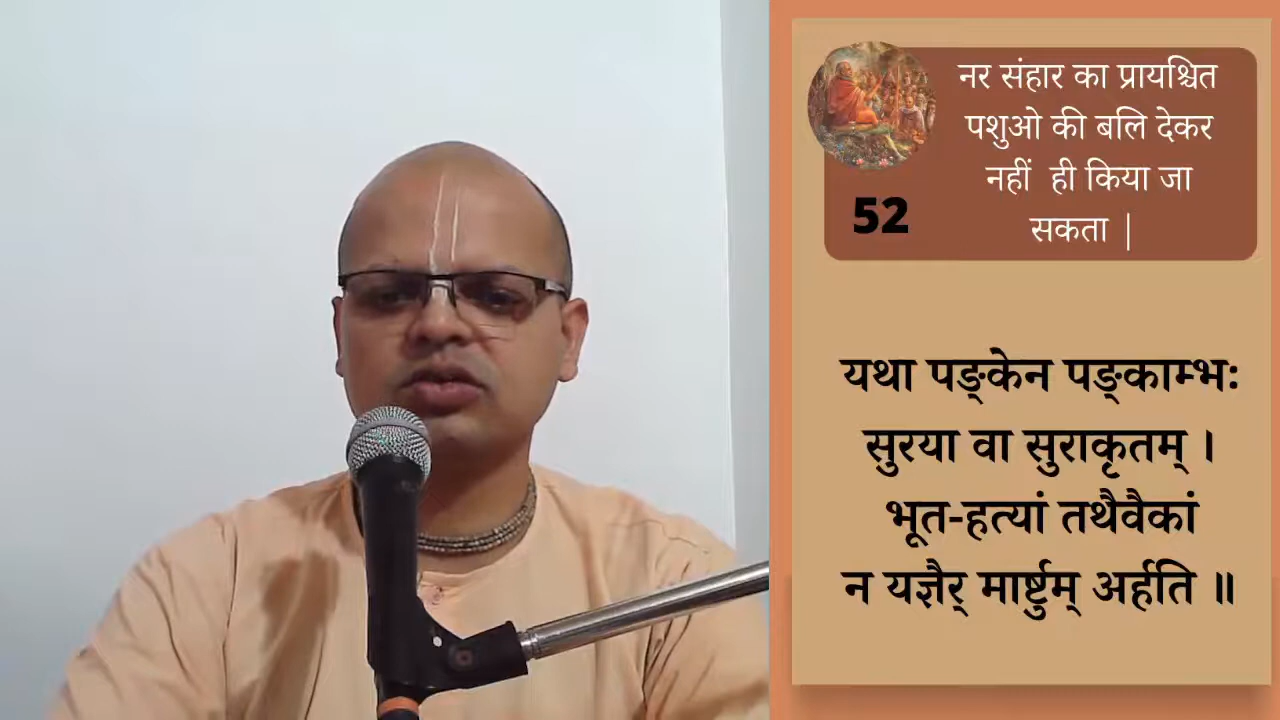 नर संहार का प्रायश्चित
पशुओ की बलि देकर
नहीं ही किया जा
सकता |
52
यथा पङ्केन पङ्काम्भः
सुरया वा सुराकृतम् ।
भूत-हत्यां तथैवैकां
न यज्ञैर् मार्ष्टुम् अर्हति ॥